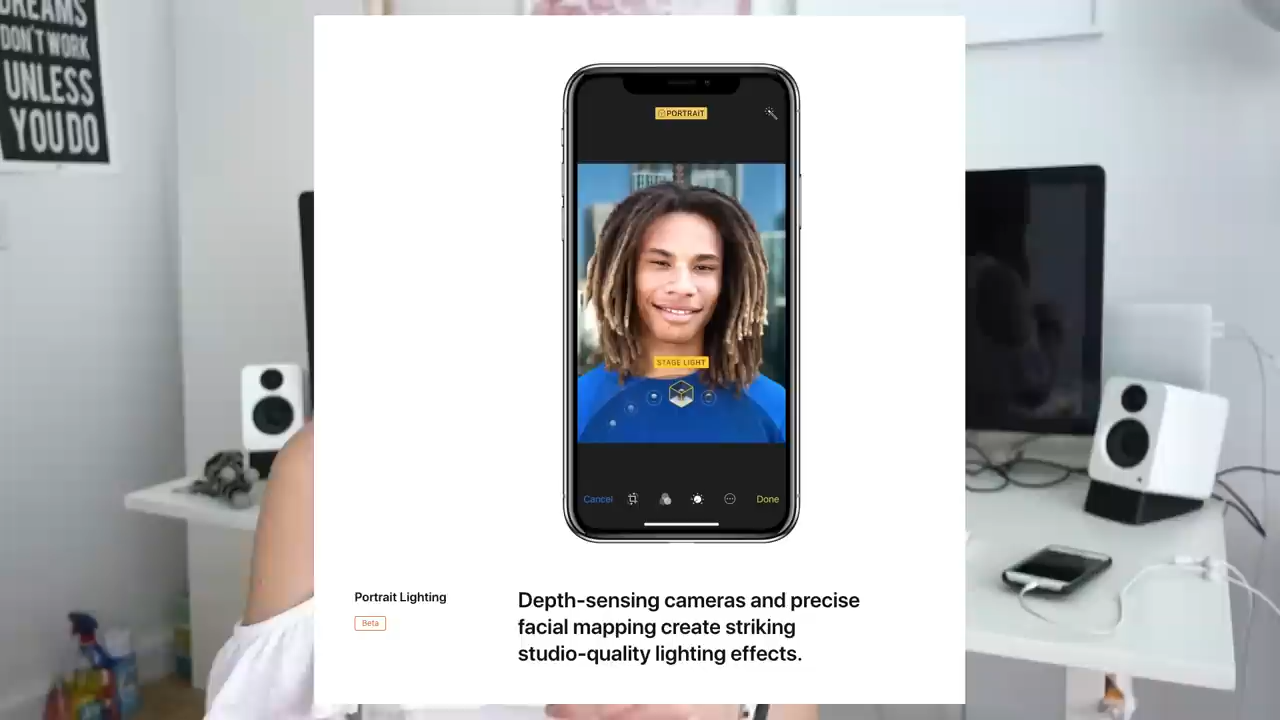 DREAMS
DON'T WORK
UNLESS
YOU DO
PORTRAIT
STAGE LIGHT
Cancel
Done
Portrait Lighting
Beta
Depth-sensing cameras and precise
facial mapping create striking
studio-quality lighting effects.